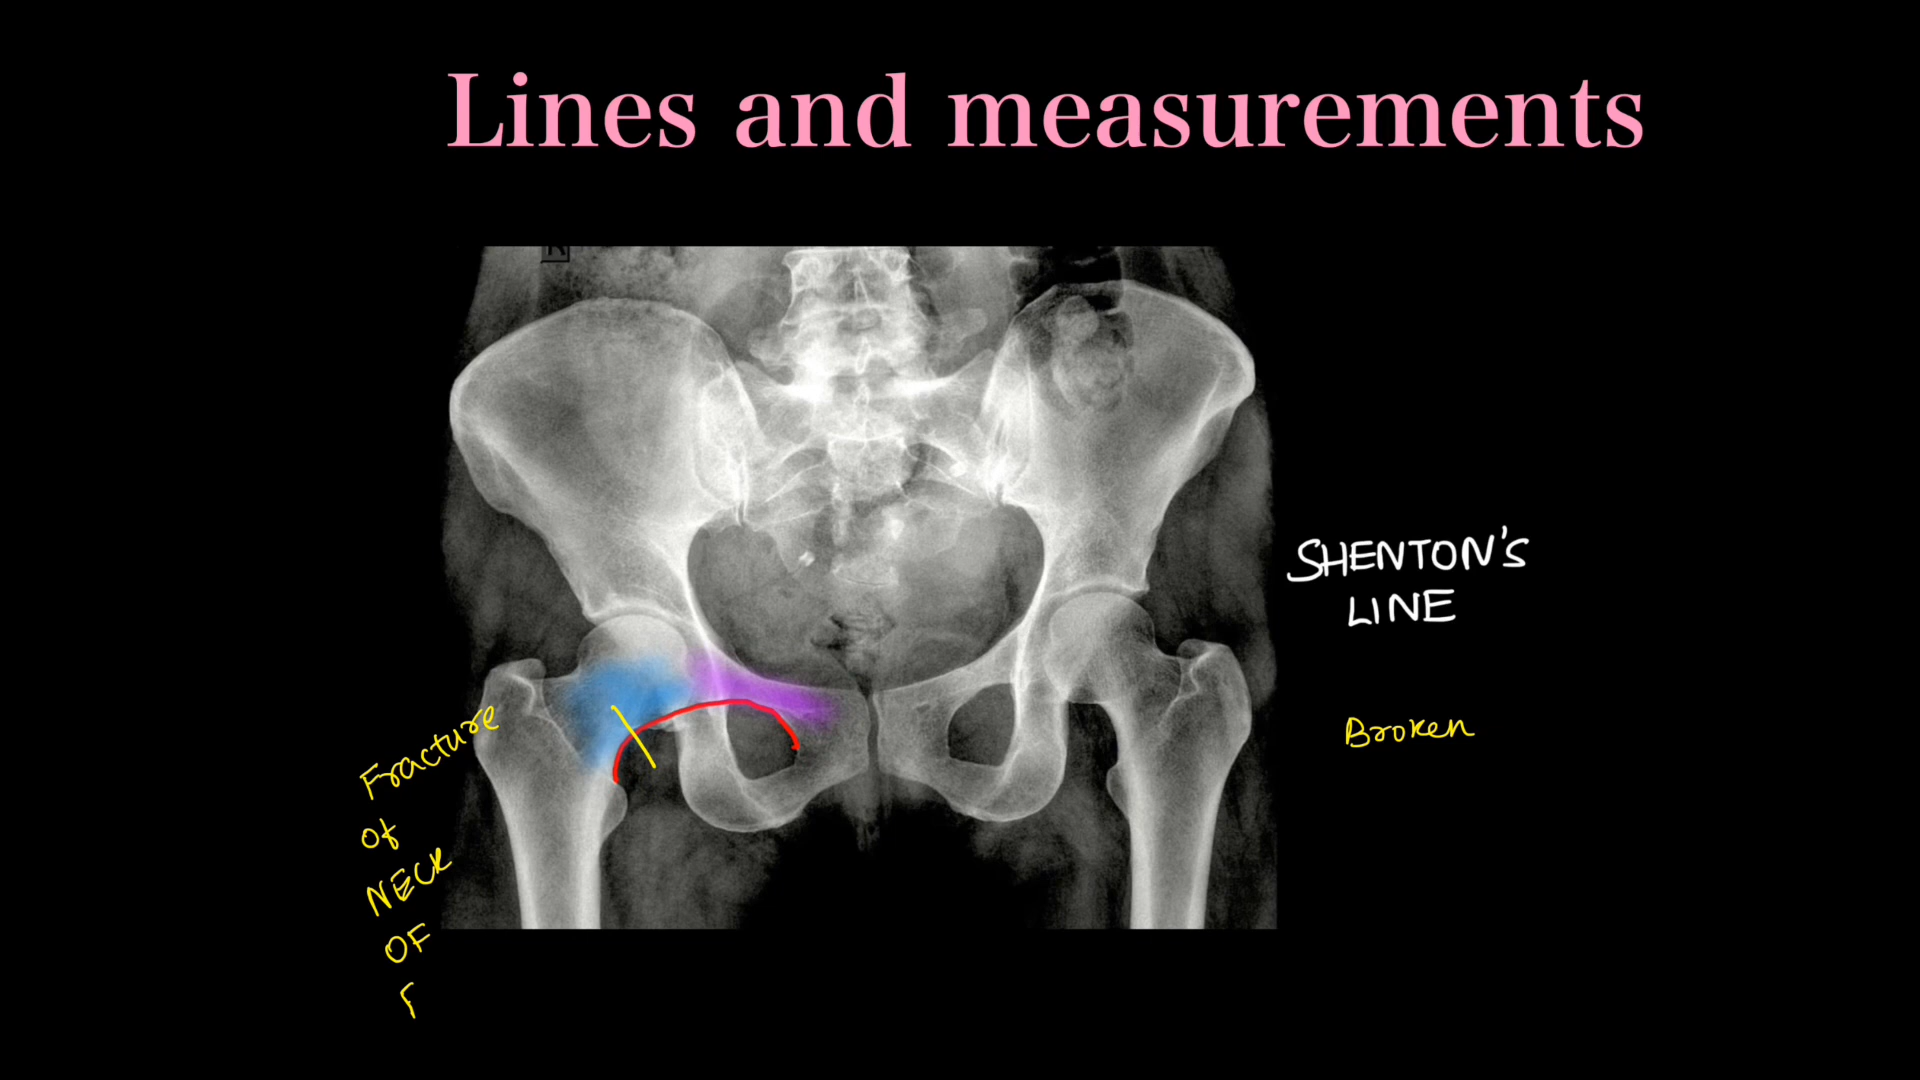 Lines and measurements
R
SHENTON'S
LINE
Broken
Fracture
of
NECK
OF
F